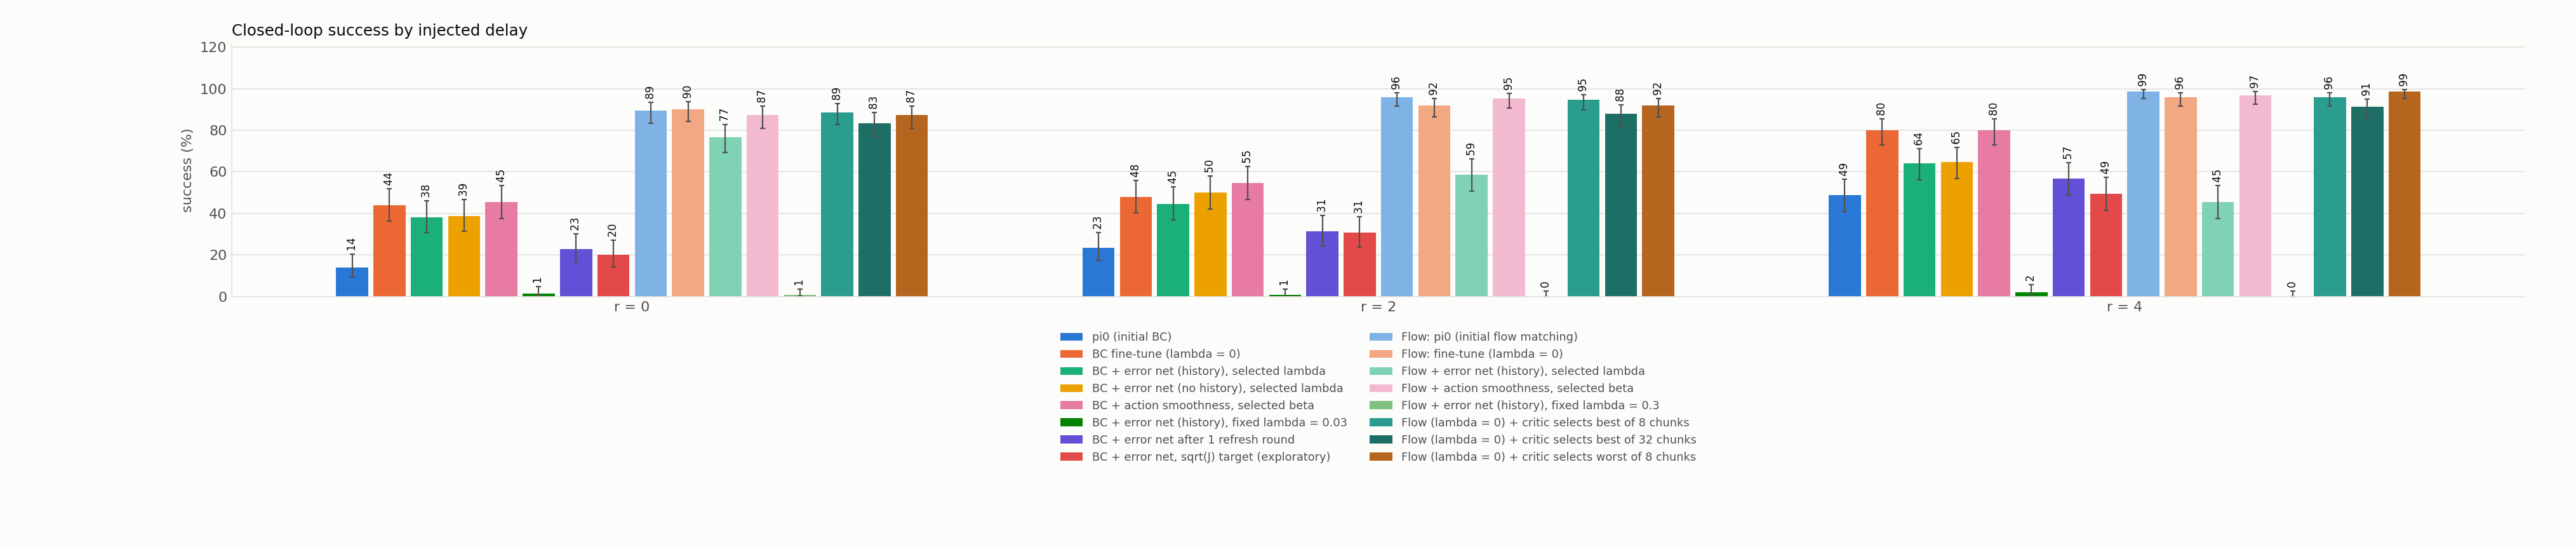 Closed-loop success by injected delay
success (%)
120
100
80
60
40
20
0
14
44
38
39
45
1
23
20
89
90
77
87
1
89
83
87
23
48
45
50
55
1
31
31
96
92
59
95
0
95
88
92
49
80
64
65
80
2
57
49
99
96
45
97
0
96
91
99
r = 0
r = 2
r = 4
pi0 (initial BC)
BC fine-tune (lambda = 0)
BC + error net (history), selected lambda
BC + error net (no history), selected lambda
BC + action smoothness, selected beta
BC + error net (history), fixed lambda = 0.03
BC + error net after 1 refresh round
BC + error net, sqrt(J) target (exploratory)
Flow: pi0 (initial flow matching)
Flow: fine-tune (lambda = 0)
Flow + error net (history), selected lambda
Flow + action smoothness, selected beta
Flow + error net (history), fixed lambda = 0.3
Flow (lambda = 0) + critic selects best of 8 chunks
Flow (lambda = 0) + critic selects best of 32 chunks
Flow (lambda = 0) + critic selects worst of 8 chunks